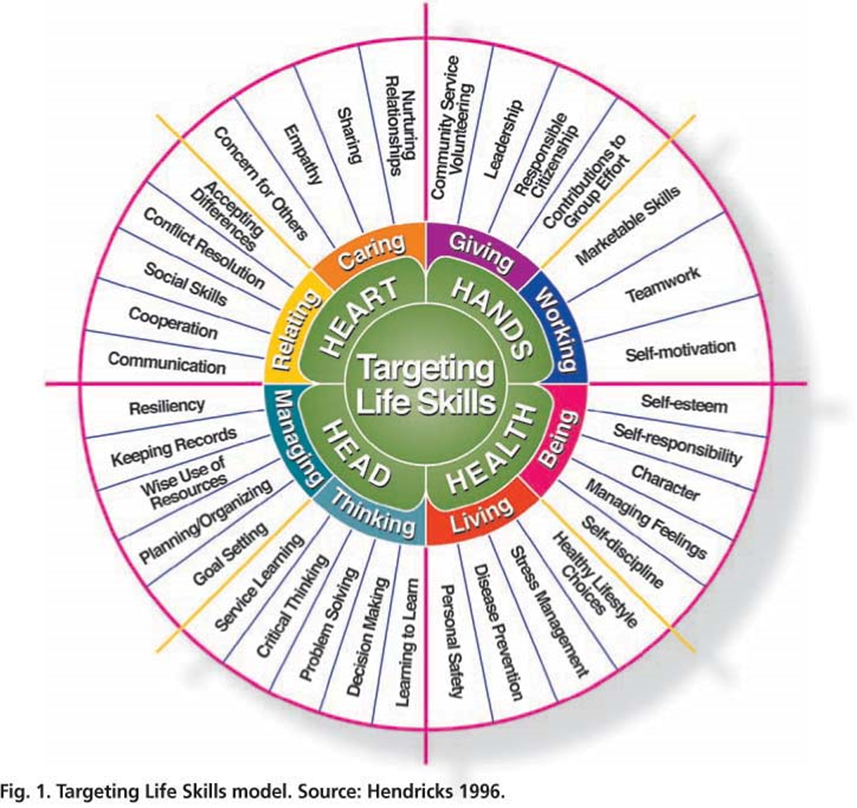 Targeting
Life Skills
HEART
HANDS
HEALTH
HEAD
Caring
Giving
Working
Being
Living
Thinking
Managing
Relating
Community Service
Volunteering
Leadership
Responsible
Citizenship
Contributions to
Group Effort
Marketable Skills
Teamwork
Self-motivation
Self-esteem
Self-responsibility
Character
Managing Feelings
Self-discipline
Healthy Lifestyle
Choices
Stress Management
Disease Prevention
Personal Safety
Learning to Learn
Decision Making
Problem Solving
Critical Thinking
Service Learning
Goal Setting
Planning/Organizing
Wise Use of
Resources
Keeping Records
Resiliency
Communication
Cooperation
Social Skills
Conflict Resolution
Accepting
Differences
Concern for Others
Empathy
Sharing
Nurturing
Relationships
Fig. 1. Targeting Life Skills model. Source: Hendricks 1996.